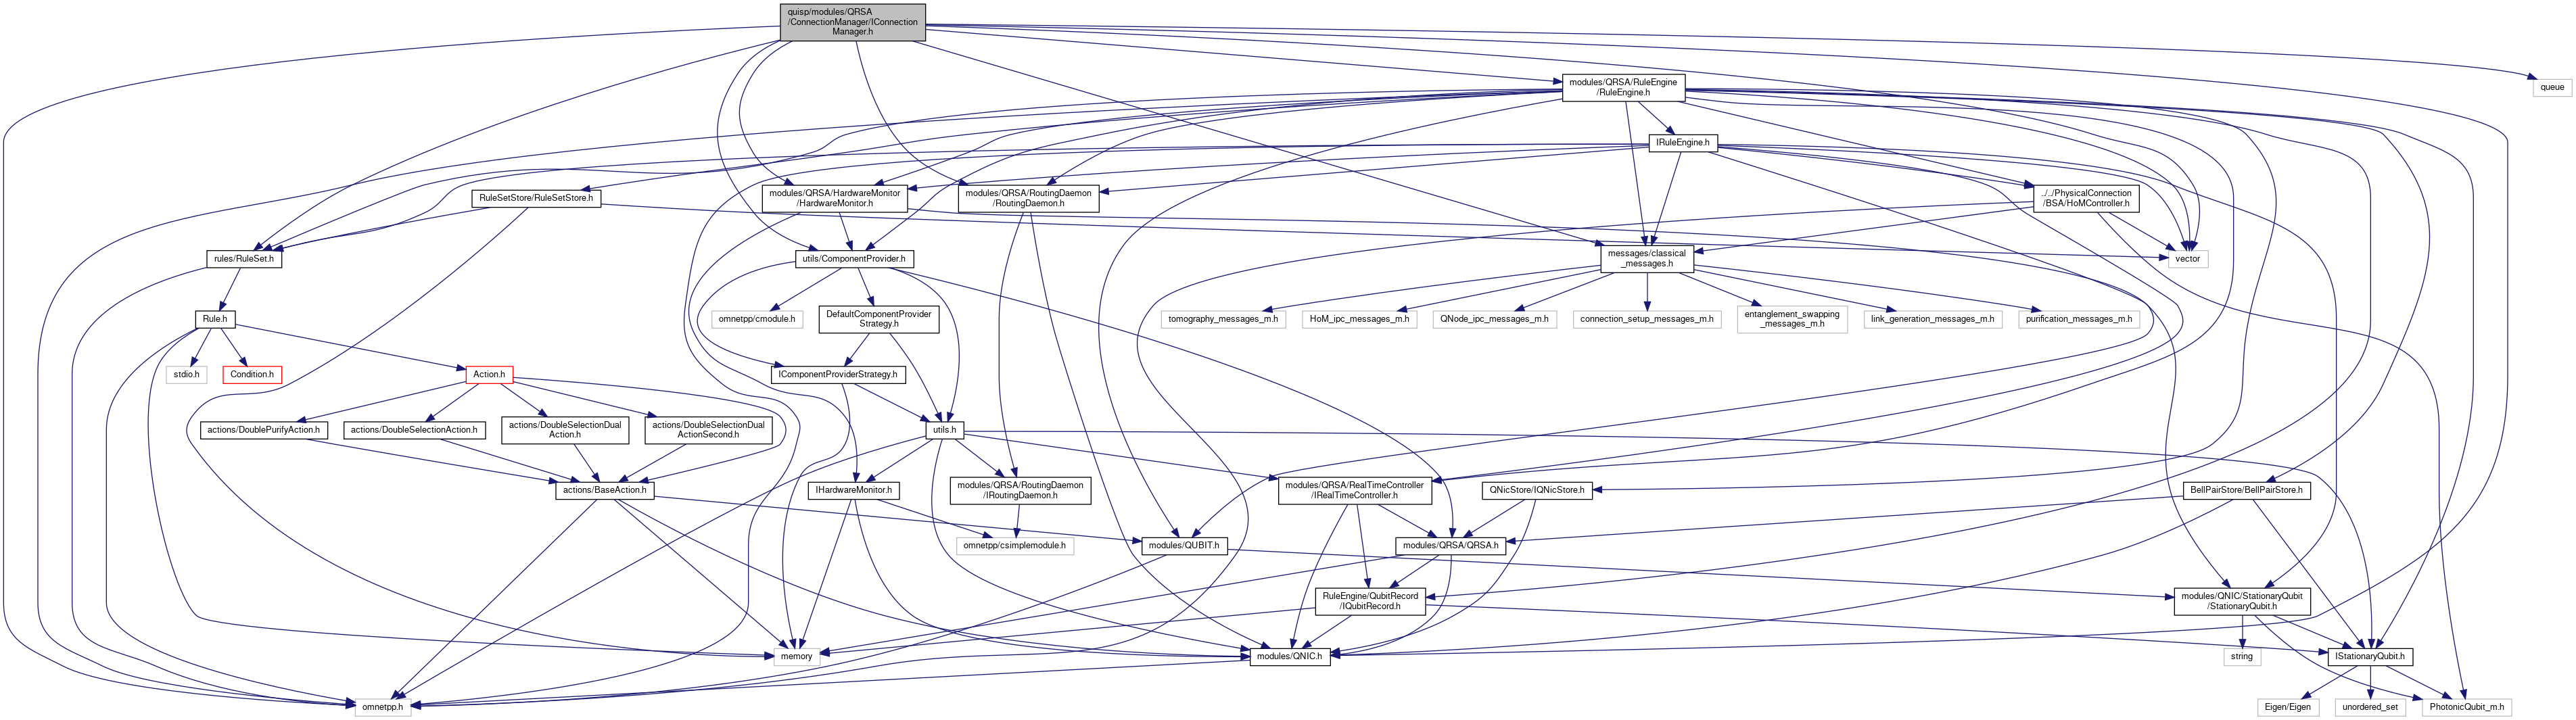 quisp/modules/QRSA
/ConnectionManager/IConnection
Manager.h
modules/QRSA/RuleEngine
/RuleEngine.h
queue
IRuleEngine.h
RuleSetStore/RuleSetStore.h
modules/QRSA/HardwareMonitor
/HardwareMonitor.h
modules/QRSA/RoutingDaemon
/RoutingDaemon.h
../../PhysicalConnection
/BSA/HoMController.h
rules/RuleSet.h
utils/ComponentProvider.h
messages/classical
_messages.h
vector
Rule.h
omnetpp/cmodule.h
DefaultComponentProvider
Strategy.h
tomography_messages_m.h
HoM_ipc_messages_m.h
QNode_ipc_messages_m.h
connection_setup_messages_m.h
entanglement_swapping
_messages_m.h
link_generation_messages_m.h
purification_messages_m.h
stdio.h
Condition.h
Action.h
IComponentProviderStrategy.h
actions/DoublePurifyAction.h
actions/DoubleSelectionAction.h
actions/DoubleSelectionDual
Action.h
actions/DoubleSelectionDual
ActionSecond.h
utils.h
actions/BaseAction.h
IHardwareMonitor.h
modules/QRSA/RoutingDaemon
/IRoutingDaemon.h
modules/QRSA/RealTimeController
/IRealTimeController.h
QNicStore/IQNicStore.h
BellPairStore/BellPairStore.h
omnetpp/csimplemodule.h
modules/QUBIT.h
modules/QRSA/QRSA.h
RuleEngine/QubitRecord
/IQubitRecord.h
modules/QNIC/StationaryQubit
/StationaryQubit.h
memory
modules/QNIC.h
string
IStationaryQubit.h
omnetpp.h
Eigen/Eigen
unordered_set
PhotonicQubit_m.h